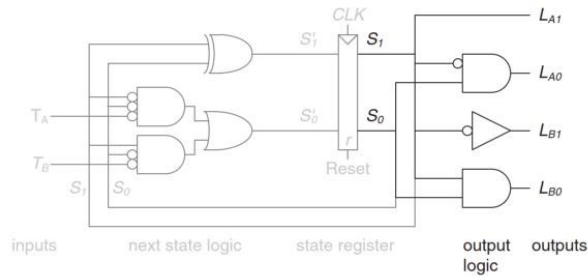 CLK
S'1 S1 LA1
LA0
TA
S'0 S0 LB1
TB
r
Reset
S1 S0 LB0
inputs next state logic state register output logic outputs